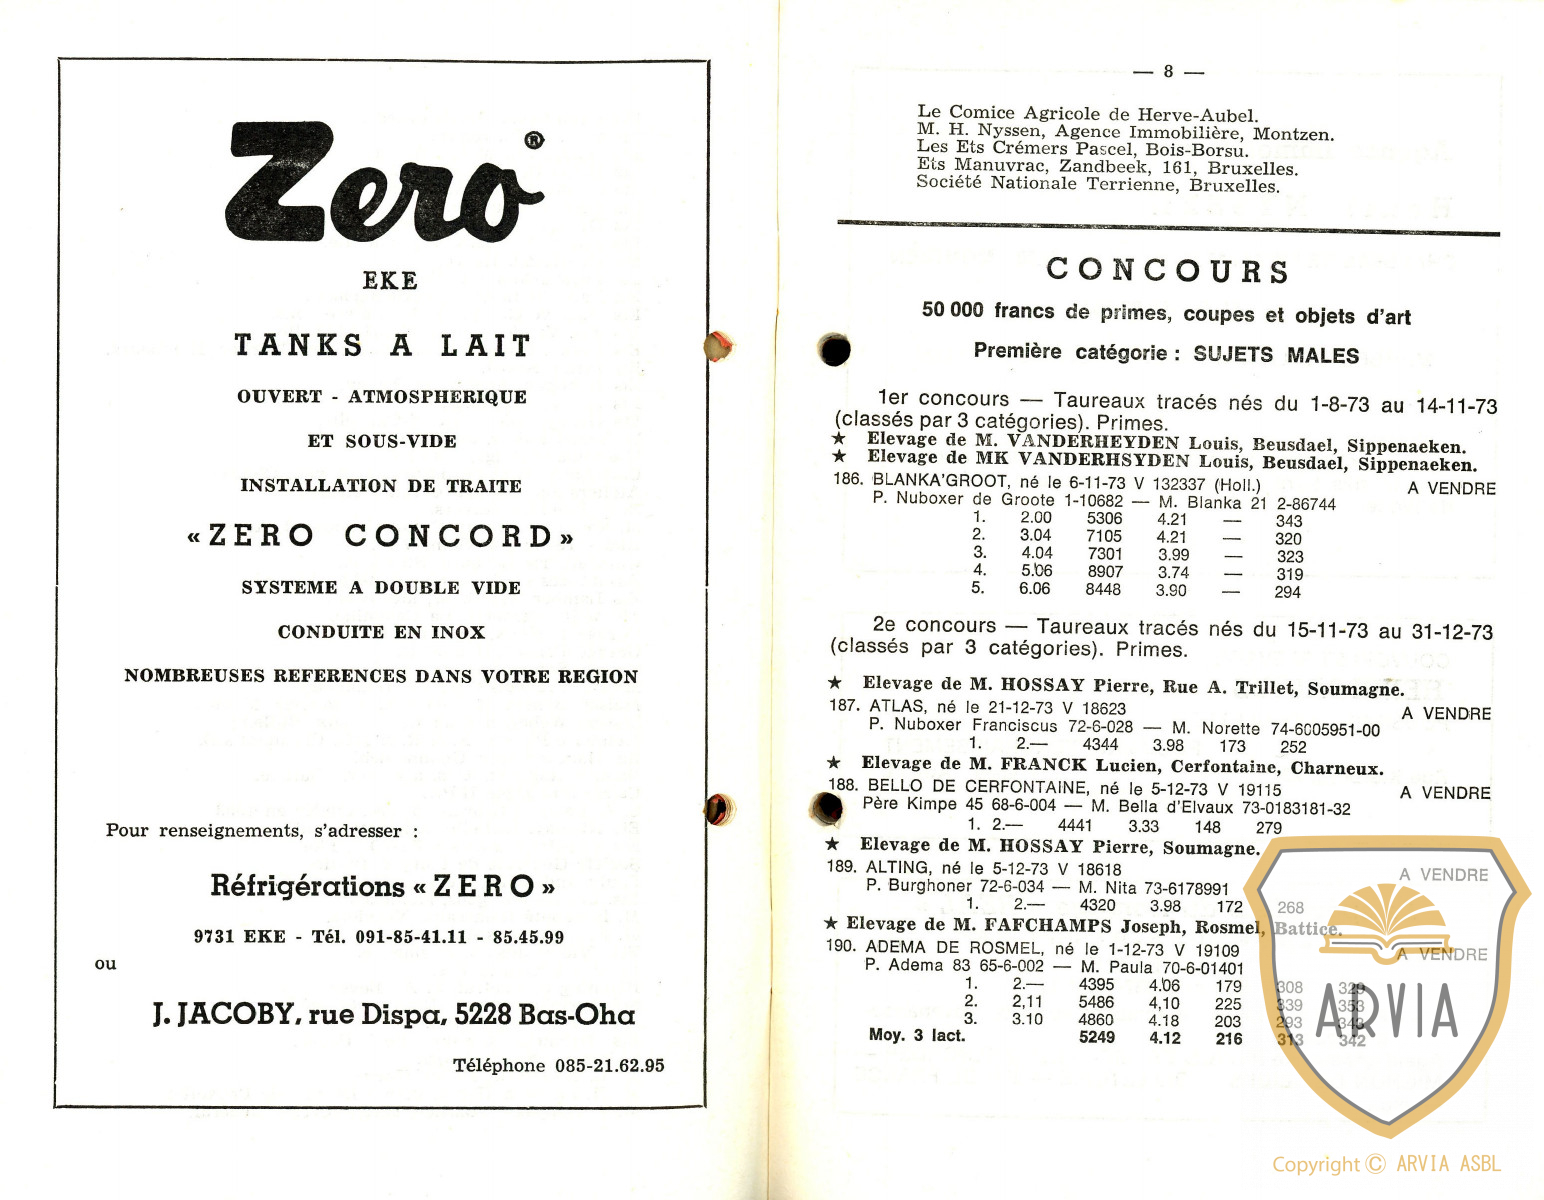 Zero ®
EKE
TANKS A LAIT
OUVERT - ATMOSPHERIQUE
ET SOUS-VIDE
INSTALLATION DE TRAITE
«ZERO CONCORD»
SYSTEME A DOUBLE VIDE
CONDUITE EN INOX
NOMBREUSES REFERENCES DANS VOTRE REGION
Pour renseignements, s'adresser :
Réfrigérations « ZERO »
9731 EKE - Tél. 091-85-41.11 - 85.45.99
ou
J. JACOBY, rue Dispa, 5228 Bas-Oha
Téléphone 085-21.62.95
— 8 —
Le Comice Agricole de Herve-Aubel.
M. H. Nyssen, Agence Immobilière, Montzen.
Les Ets Crémers Pascel, Bois-Borsu.
Ets Manuvrac, Zandbeek, 161, Bruxelles.
Société Nationale Terrienne, Bruxelles.
CONCOURS
50 000 francs de primes, coupes et objets d'art
Première catégorie : SUJETS MALES
1er concours — Taureaux tracés nés du 1-8-73 au 14-11-73
(classés par 3 catégories). Primes.
★ Elevage de M. VANDERHEYDEN Louis, Beusdael, Sippenaeken.
★ Elevage de MK VANDERHSYDEN Louis, Beusdael, Sippenaeken.
186. BLANKA'GROOT, né le 6-11-73 V 132337 (Holl.) A VENDRE
P. Nuboxer de Groote 1-10682 — M. Blanka 21 2-86744
1. 2.00 5306 4.21 — 343
2. 3.04 7105 4.21 — 320
3. 4.04 7301 3.99 — 323
4. 5.06 8907 3.74 — 319
5. 6.06 8448 3.90 — 294
2e concours — Taureaux tracés nés du 15-11-73 au 31-12-73
(classés par 3 catégories). Primes.
★ Elevage de M. HOSSAY Pierre, Rue A. Trillet, Soumagne.
187. ATLAS, né le 21-12-73 V 18623 A VENDRE
P. Nuboxer Franciscus 72-6-028 — M. Norette 74-6005951-00
1. 2.— 4344 3.98 173 252
★ Elevage de M. FRANCK Lucien, Cerfontaine, Charneux.
188. BELLO DE CERFONTAINE, né le 5-12-73 V 19115 A VENDRE
Père Kimpe 45 68-6-004 — M. Bella d'Elvaux 73-0183181-32
1. 2.— 4441 3.33 148 279
★ Elevage de M. HOSSAY Pierre, Soumagne.
189. ALTING, né le 5-12-73 V 18618 A VENDRE
P. Burghoner 72-6-034 — M. Nita 73-6178991
1. 2.— 4320 3.98 172 268
★ Elevage de M. FAFCHAMPS Joseph, Rosmel, Battice.
190. ADEMA DE ROSMEL, né le 1-12-73 V 19109 A VENDRE
P. Adema 83 65-6-002 — M. Paula 70-6-01401
1. 2.— 4395 4.06 179 308
2. 2,11 5486 4,10 225 339 353
3. 3.10 4860 4.18 203 293
Moy. 3 lact. 5249 4.12 216 313 342
ARVIA
Copyright © ARVIA ASBL